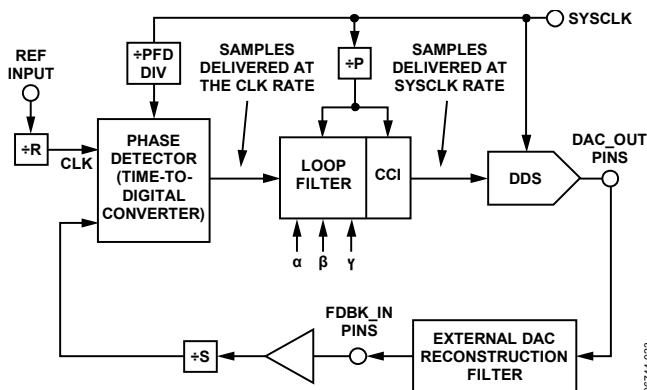 SYSCLK
REF
INPUT
÷PFD
DIV
SAMPLES
DELIVERED AT
THE CLK RATE
÷P
SAMPLES
DELIVERED AT
SYSCLK RATE
÷R
CLK
PHASE
DETECTOR
(TIME-TO-
DIGITAL
CONVERTER)
LOOP
FILTER
CCI
DDS
DAC_OUT
PINS
α
β
γ
÷S
FDBK_IN
PINS
EXTERNAL DAC
RECONSTRUCTION
FILTER